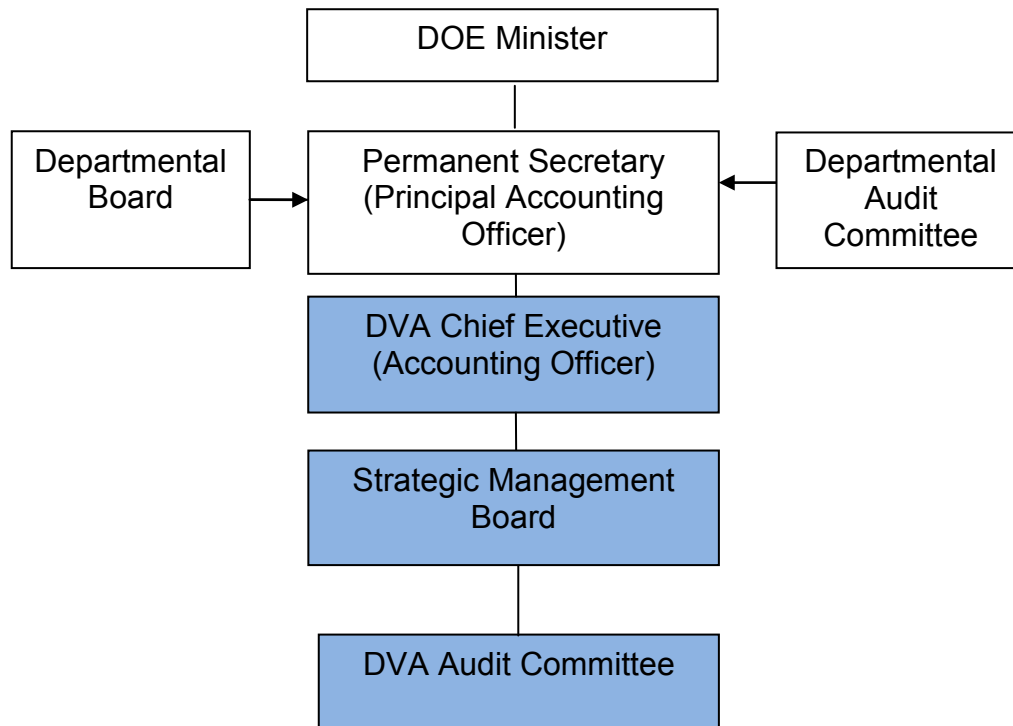 DOE Minister
Departmental
Board
Permanent Secretary
(Principal Accounting
Officer)
Departmental
Audit
Committee
DVA Chief Executive
(Accounting Officer)
Strategic Management
Board
DVA Audit Committee